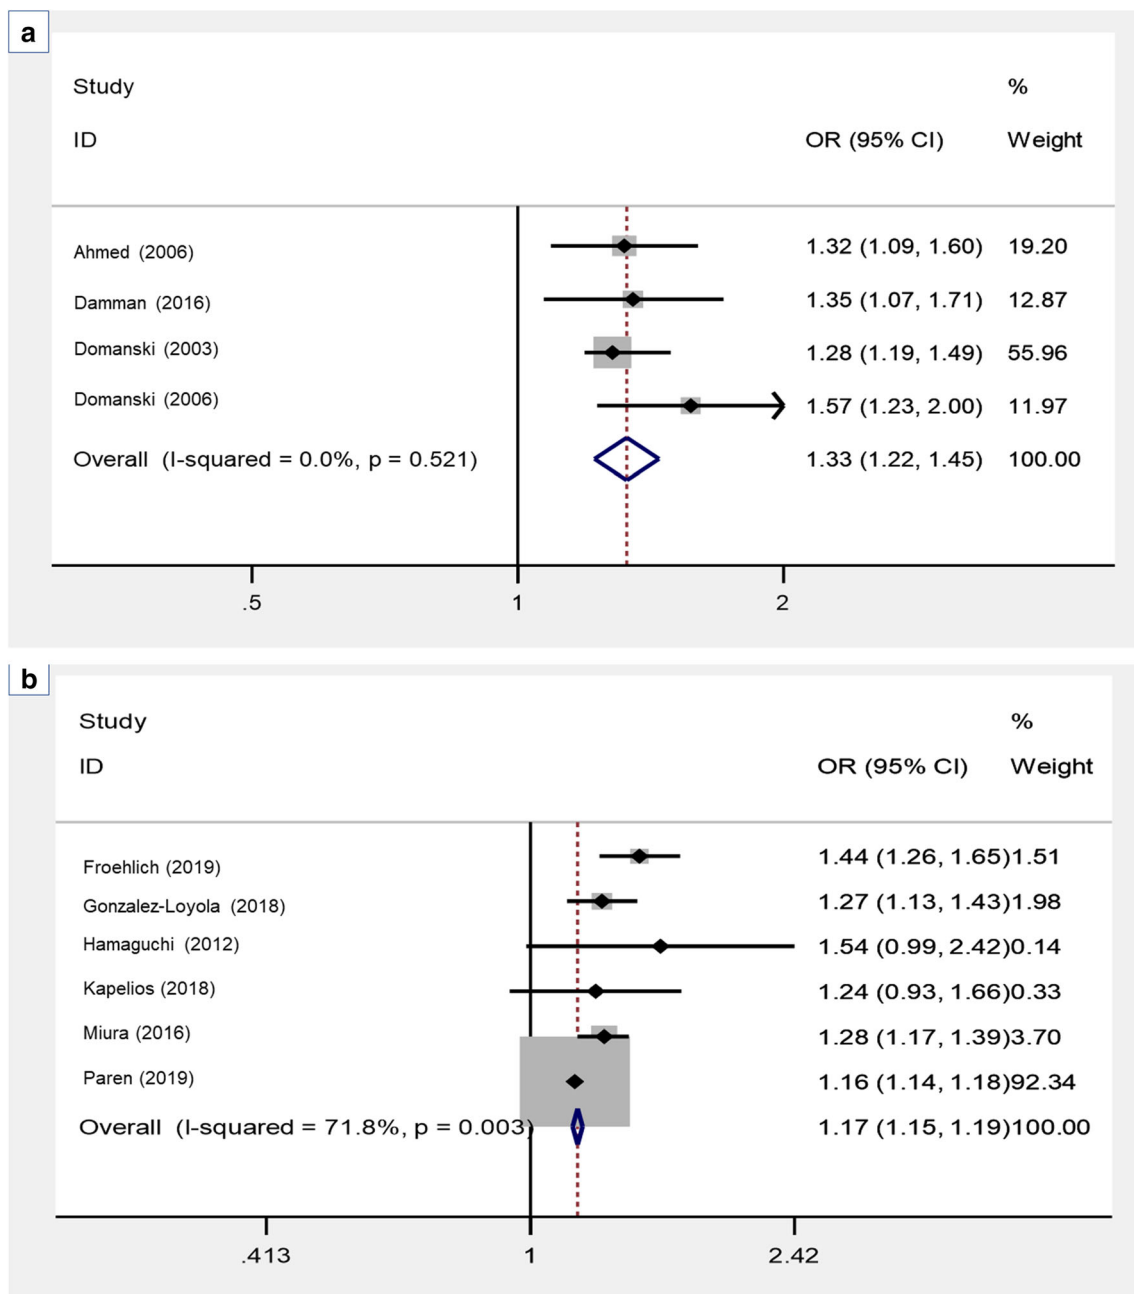 a
Study %
ID OR (95% CI) Weight
Ahmed (2006) 1.32 (1.09, 1.60) 19.20
Damman (2016) 1.35 (1.07, 1.71) 12.87
Domanski (2003) 1.28 (1.19, 1.49) 55.96
Domanski (2006) 1.57 (1.23, 2.00) 11.97
Overall (I-squared = 0.0%, p = 0.521) 1.33 (1.22, 1.45) 100.00
.5 1 2
b
Study %
ID OR (95% CI) Weight
Froehlich (2019) 1.44 (1.26, 1.65) 1.51
Gonzalez-Loyola (2018) 1.27 (1.13, 1.43) 1.98
Hamaguchi (2012) 1.54 (0.99, 2.42) 0.14
Kapelios (2018) 1.24 (0.93, 1.66) 0.33
Miura (2016) 1.28 (1.17, 1.39) 3.70
Paren (2019) 1.16 (1.14, 1.18) 92.34
Overall (I-squared = 71.8%, p = 0.003) 1.17 (1.15, 1.19) 100.00
.413 1 2.42